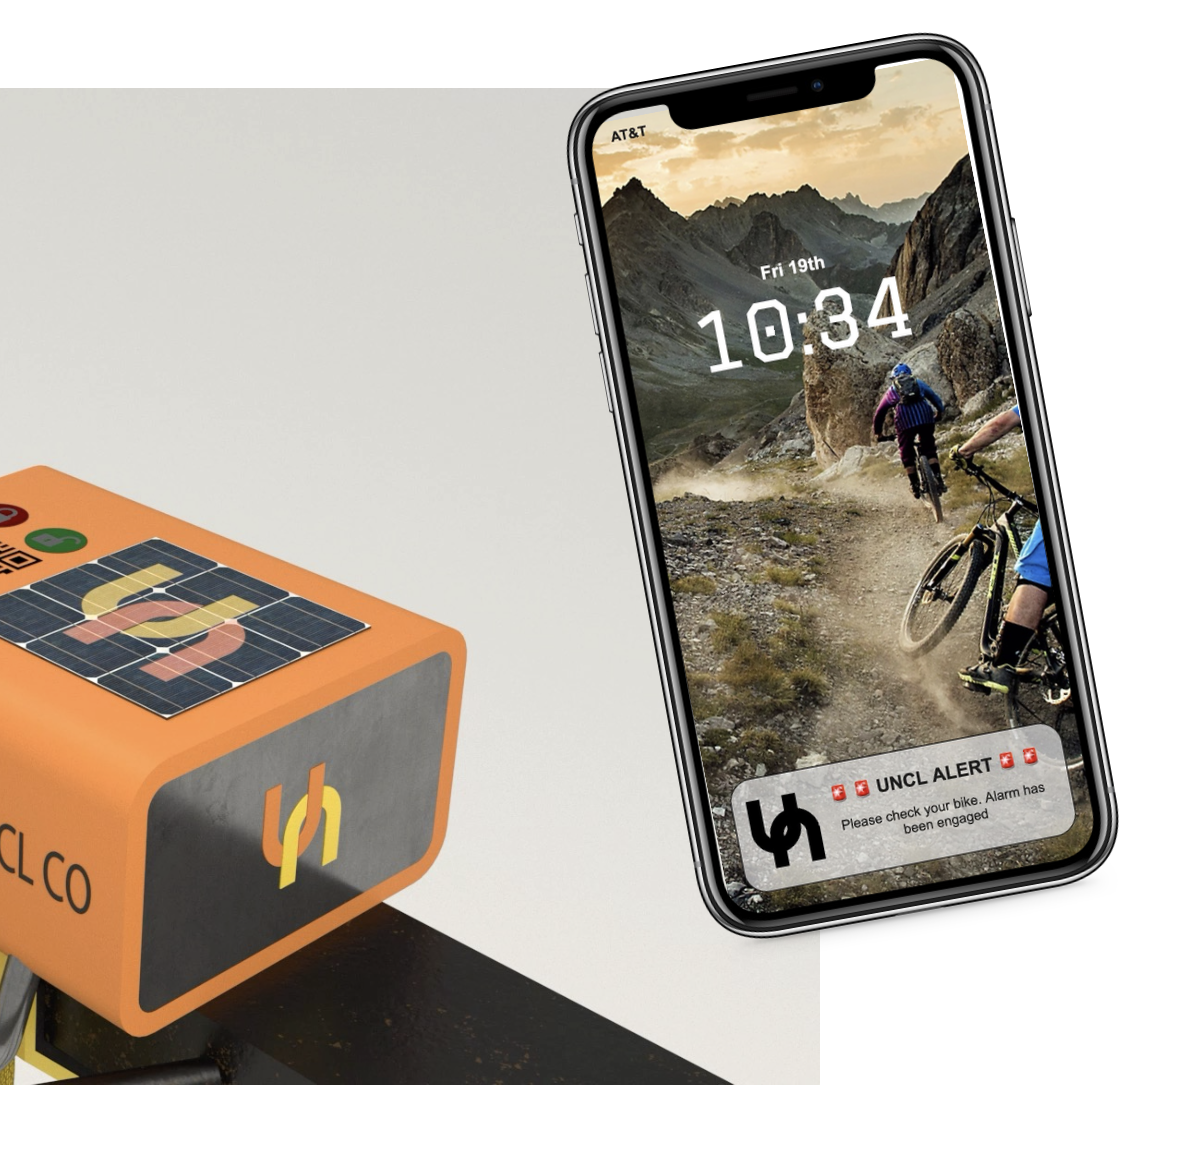 AT&T
Fri 19th
10:34
🚨 🚨 UNCL ALERT 🚨 🚨
Please check your bike. Alarm has
been engaged
CL CO